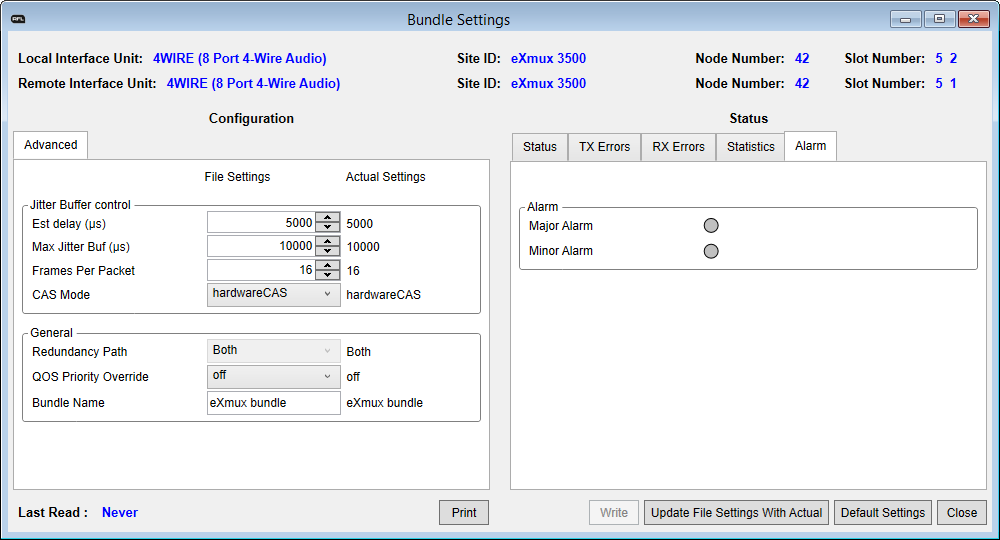 RFL
Bundle Settings
Local Interface Unit: 4WIRE (8 Port 4-Wire Audio) Site ID: eXmux 3500 Node Number: 42 Slot Number: 5 2
Remote Interface Unit: 4WIRE (8 Port 4-Wire Audio) Site ID: eXmux 3500 Node Number: 42 Slot Number: 5 1
Configuration
Advanced
File Settings Actual Settings
Jitter Buffer control
Est delay (µs) 5000 5000
Max Jitter Buf (µs) 10000 10000
Frames Per Packet 16 16
CAS Mode hardwareCAS hardwareCAS
General
Redundancy Path Both Both
QOS Priority Override off off
Bundle Name eXmux bundle eXmux bundle
Status
Status TX Errors RX Errors Statistics Alarm
Alarm
Major Alarm
Minor Alarm
Last Read : Never Print Write Update File Settings With Actual Default Settings Close